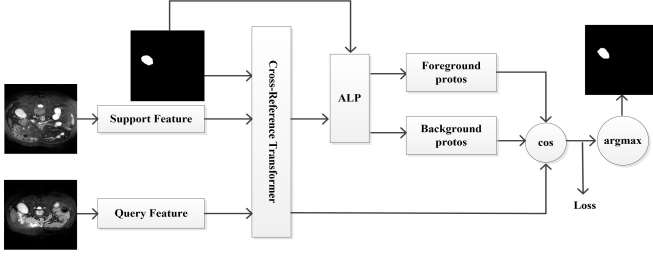 Support Feature
Query Feature
Cross-Reference Transformer
ALP
Foreground
protos
Background
protos
cos
argmax
Loss